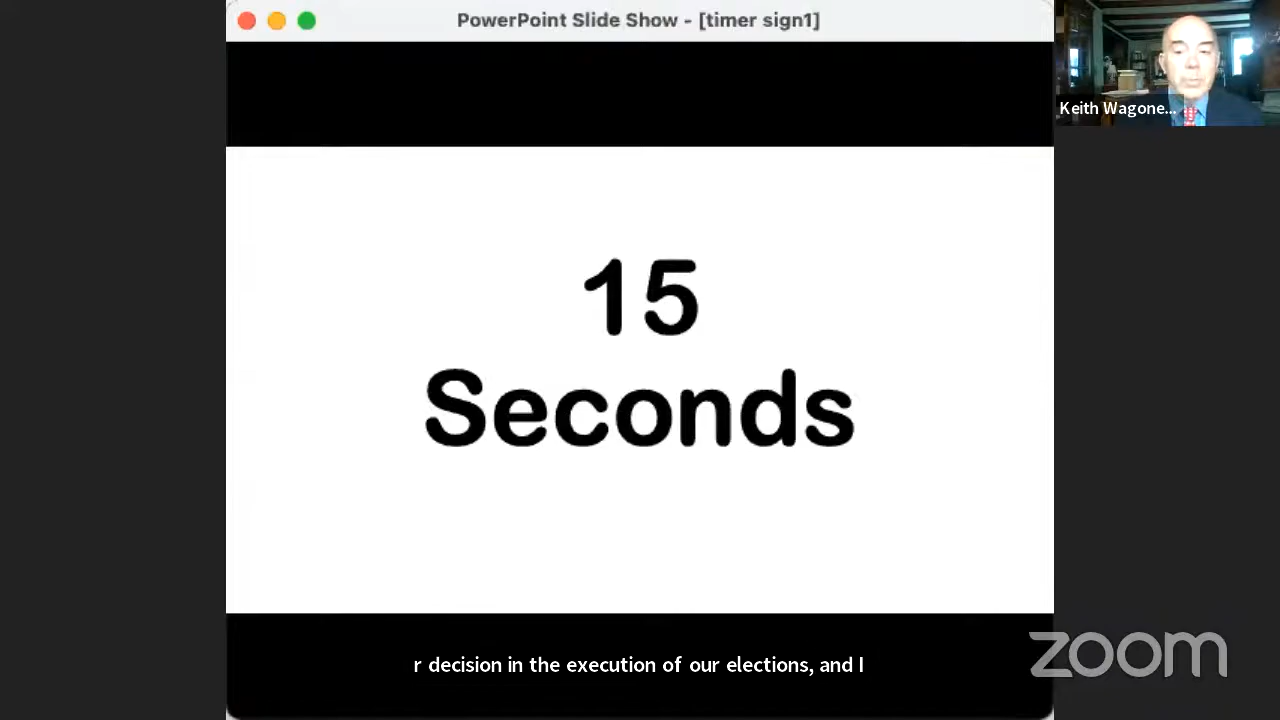 PowerPoint Slide Show - [timer sign1]
Keith Wagone...
15
Seconds
r decision in the execution of our elections, and I
zoom